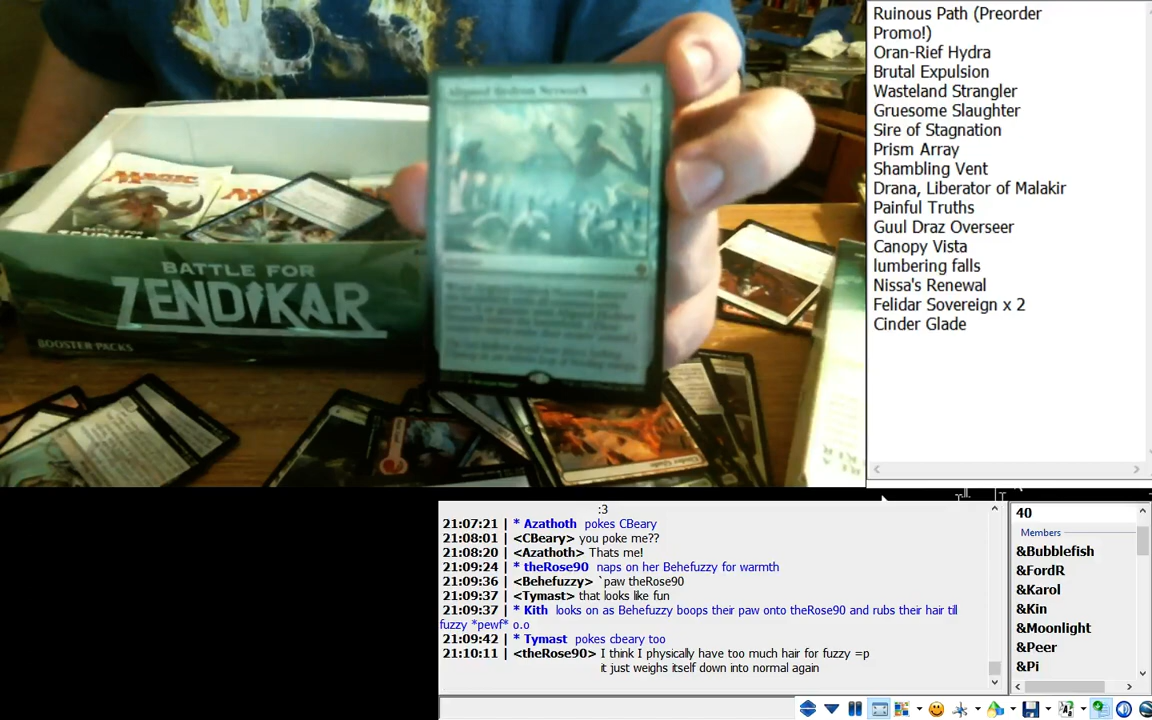 Aligned Hedron Network 4
MAGIC
BATTLE FOR
ZENDIKAR
BOOSTER PACKS
Cinder Glade
Ruinous Path (Preorder
Promo!)
Oran-Rief Hydra
Brutal Expulsion
Wasteland Strangler
Gruesome Slaughter
Sire of Stagnation
Prism Array
Shambling Vent
Drana, Liberator of Malakir
Painful Truths
Guul Draz Overseer
Canopy Vista
lumbering falls
Nissa's Renewal
Felidar Sovereign x 2
Cinder Glade
:3
21:07:21 | * Azathoth pokes CBeary
21:08:01 | <CBeary> you poke me??
21:08:20 | <Azathoth> Thats me!
21:09:24 | * theRose90 naps on her Behefuzzy for warmth
21:09:36 | <Behefuzzy> `paw theRose90
21:09:37 | <Tymast> that looks like fun
21:09:37 | * Kith looks on as Behefuzzy boops their paw onto theRose90 and rubs their hair till
fuzzy *pewf* o.o
21:09:42 | * Tymast pokes cbeary too
21:10:11 | <theRose90> I think I physically have too much hair for fuzzy =p
it just weighs itself down into normal again
40
Members
&Bubblefish
&FordR
&Karol
&Kin
&Moonlight
&Peer
&Pi